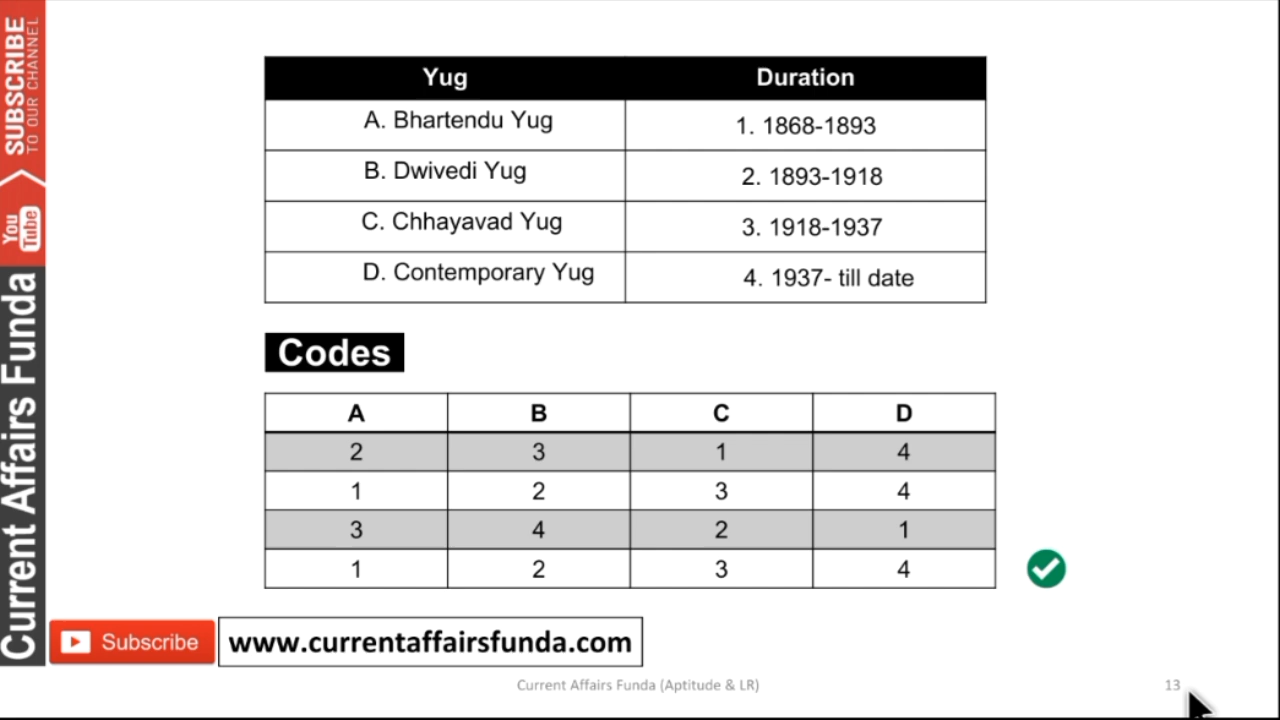 SUBSCRIBE
TO OUR CHANNEL
You
Tube
Current Affairs Funda
Yug Duration
A. Bhartendu Yug 1. 1868-1893
B. Dwivedi Yug 2. 1893-1918
C. Chhayavad Yug 3. 1918-1937
D. Contemporary Yug 4. 1937- till date
Codes
A B C D
2 3 1 4
1 2 3 4
3 4 2 1
1 2 3 4
Subscribe www.currentaffairsfunda.com
Current Affairs Funda (Aptitude & LR) 13